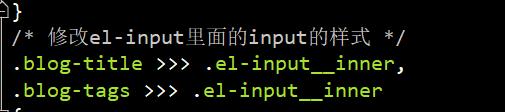 }
/* 修改el-input里面的input的样式 */
.blog-title >>> .el-input__inner,
.blog-tags >>> .el-input__inner